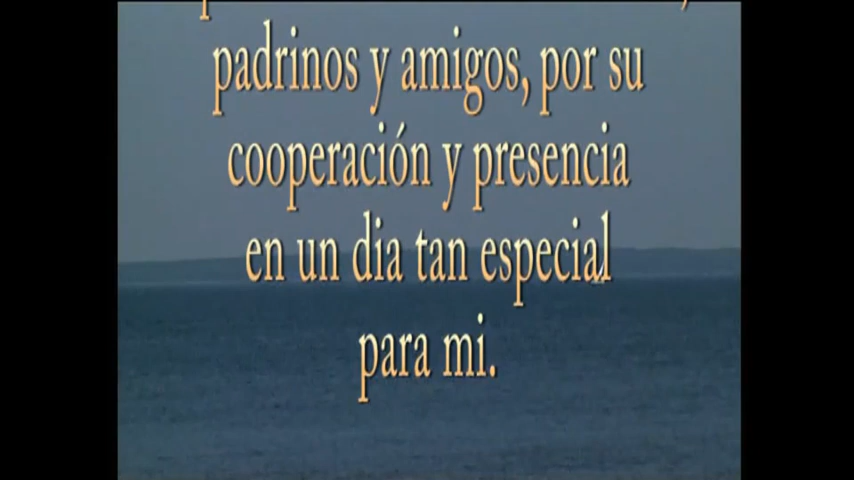 padrinos y amigos, por su
cooperación y presencia
en un dia tan especial
para mi.